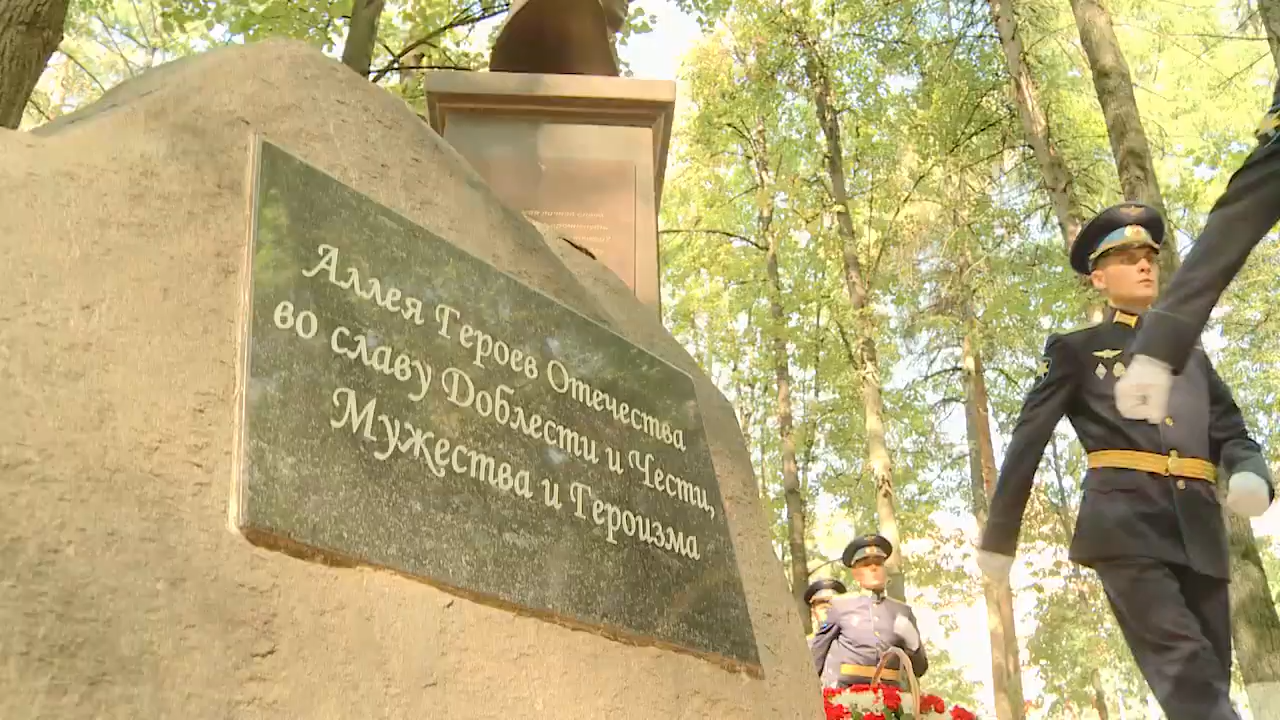 Аллея Героев Отечества
во славу Доблести и Чести,
Мужества и Героизма